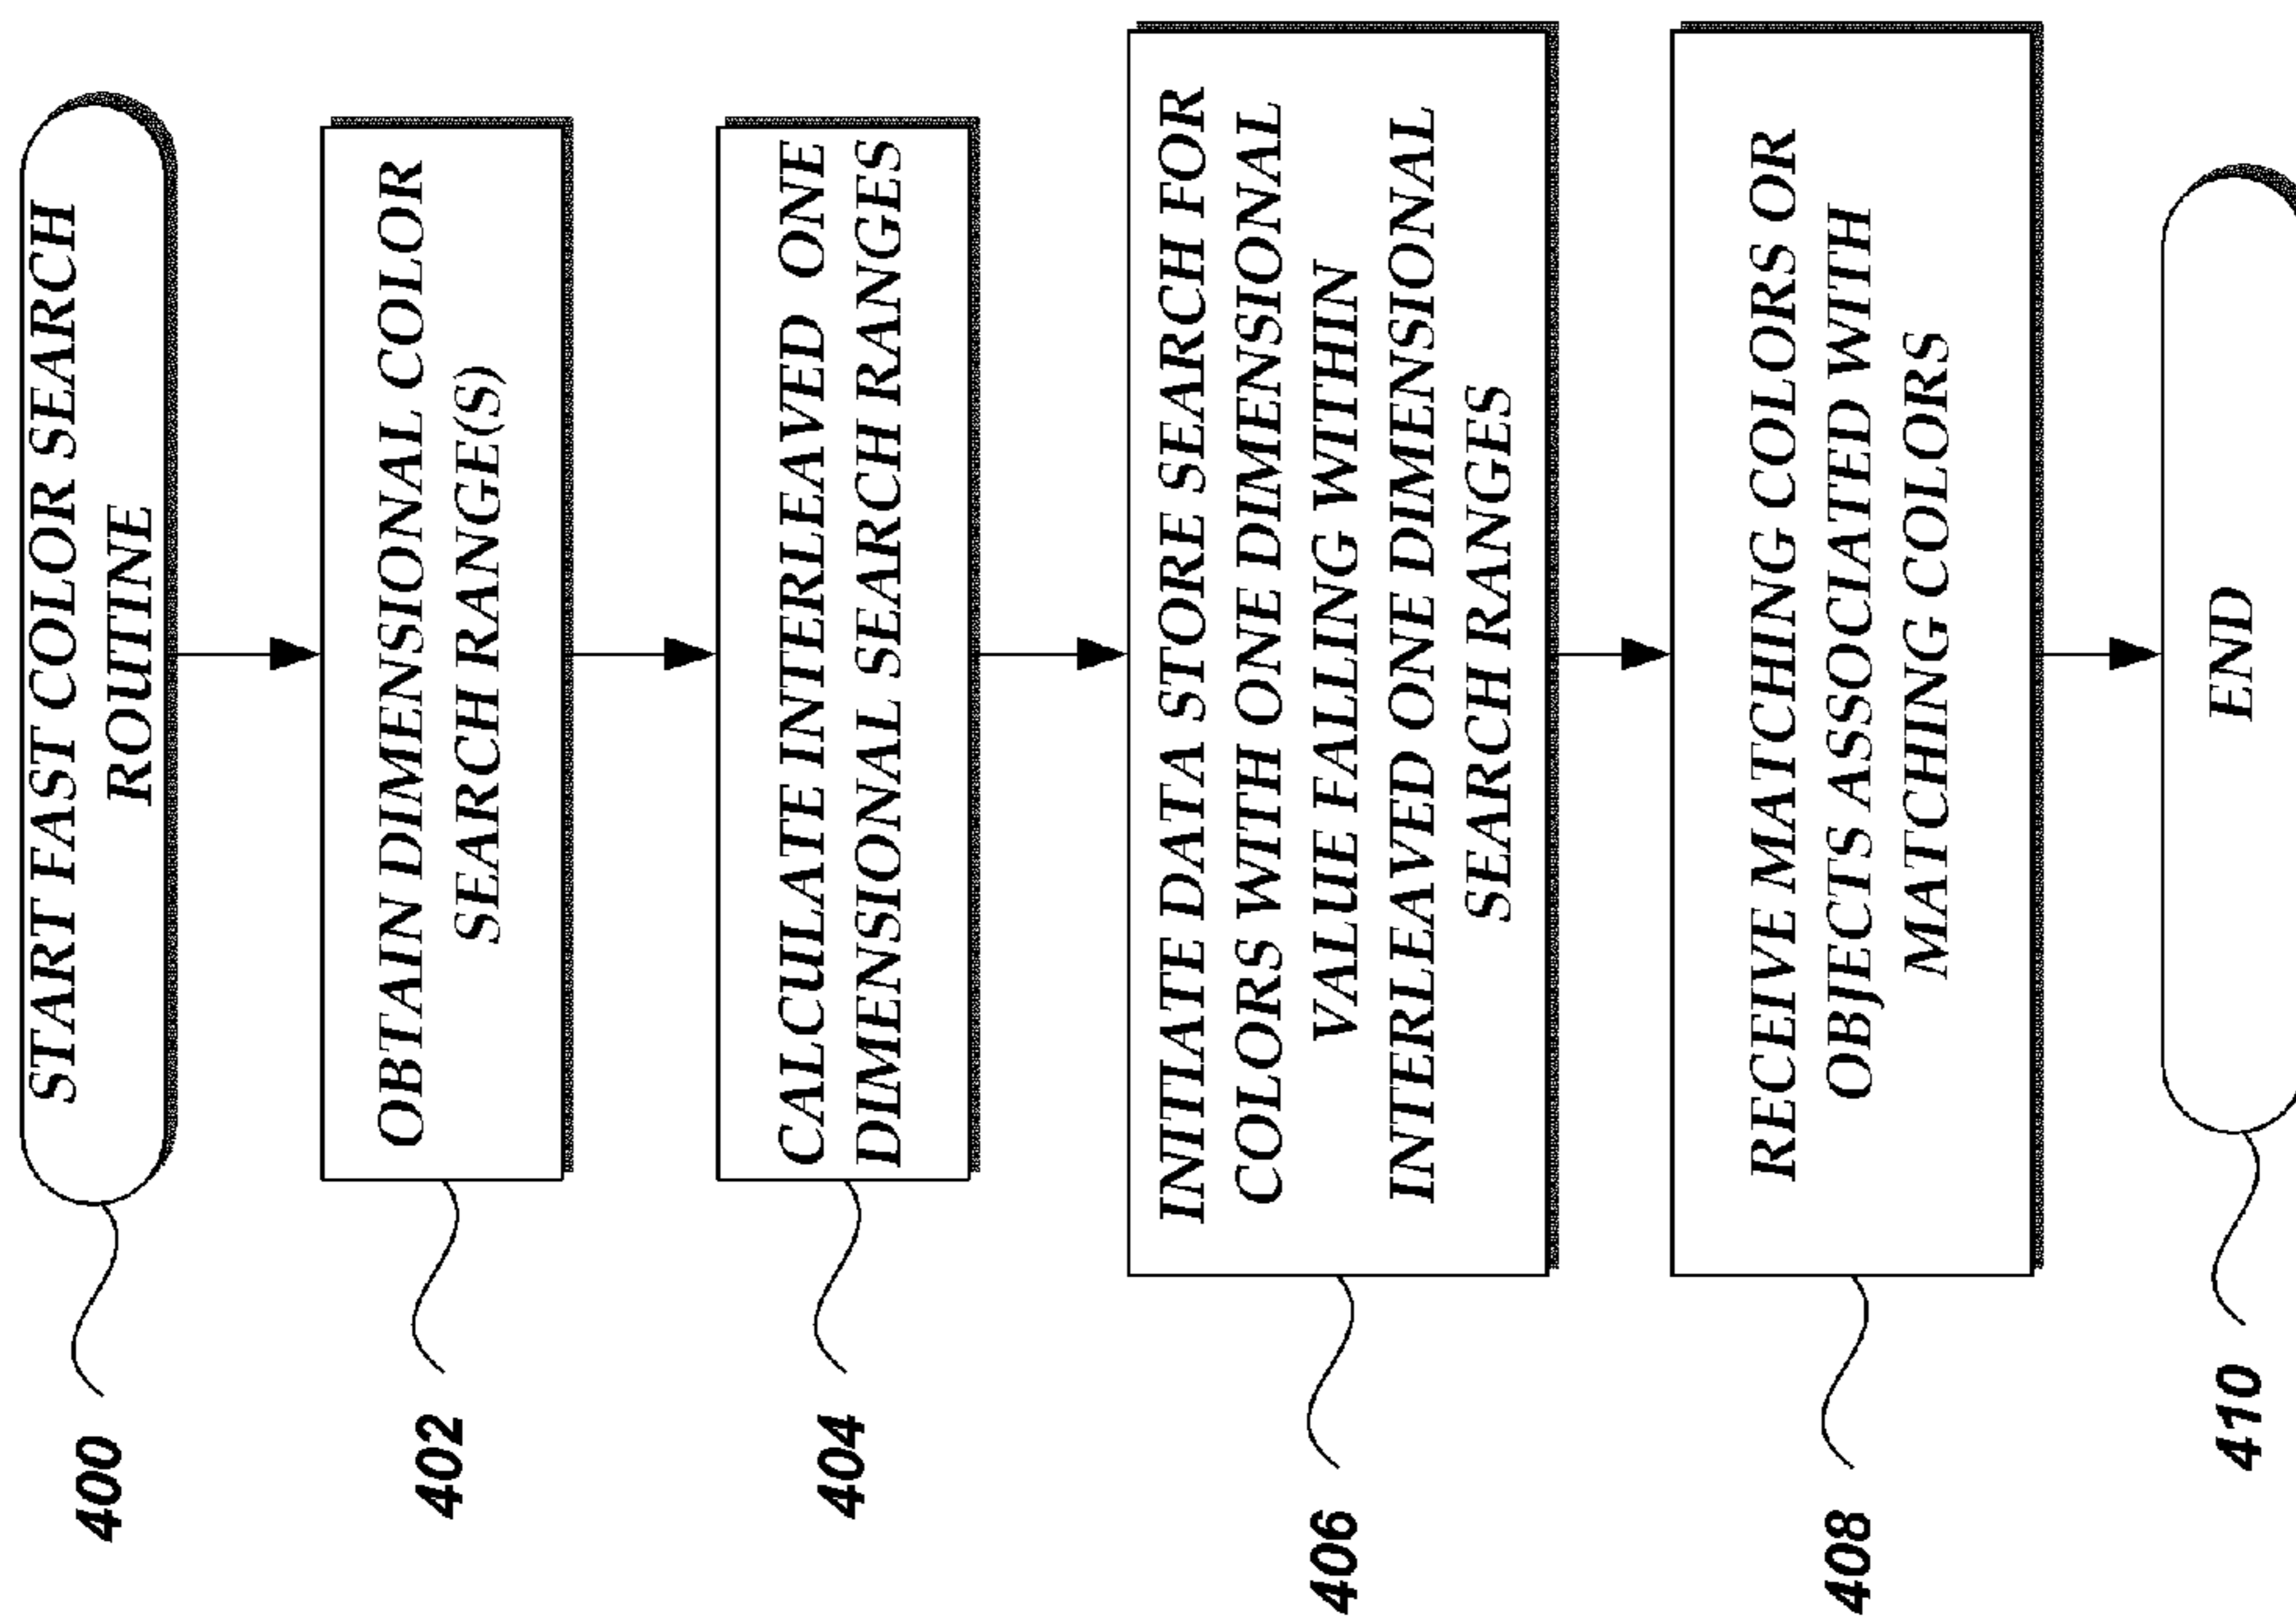 START FAST COLOR SEARCH
ROUTINE
400
OBTAIN DIMENSIONAL COLOR
SEARCH RANGE(S)
402
CALCULATE INTERLEAVED ONE
DIMENSIONAL SEARCH RANGES
404
INITIATE DATA STORE SEARCH FOR
COLORS WITH ONE DIMENSIONAL
VALUE FALLING WITHIN
INTERLEAVED ONE DIMENSIONAL
SEARCH RANGES
406
RECEIVE MATCHING COLORS OR
OBJECTS ASSOCIATED WITH
MATCHING COLORS
408
END
410